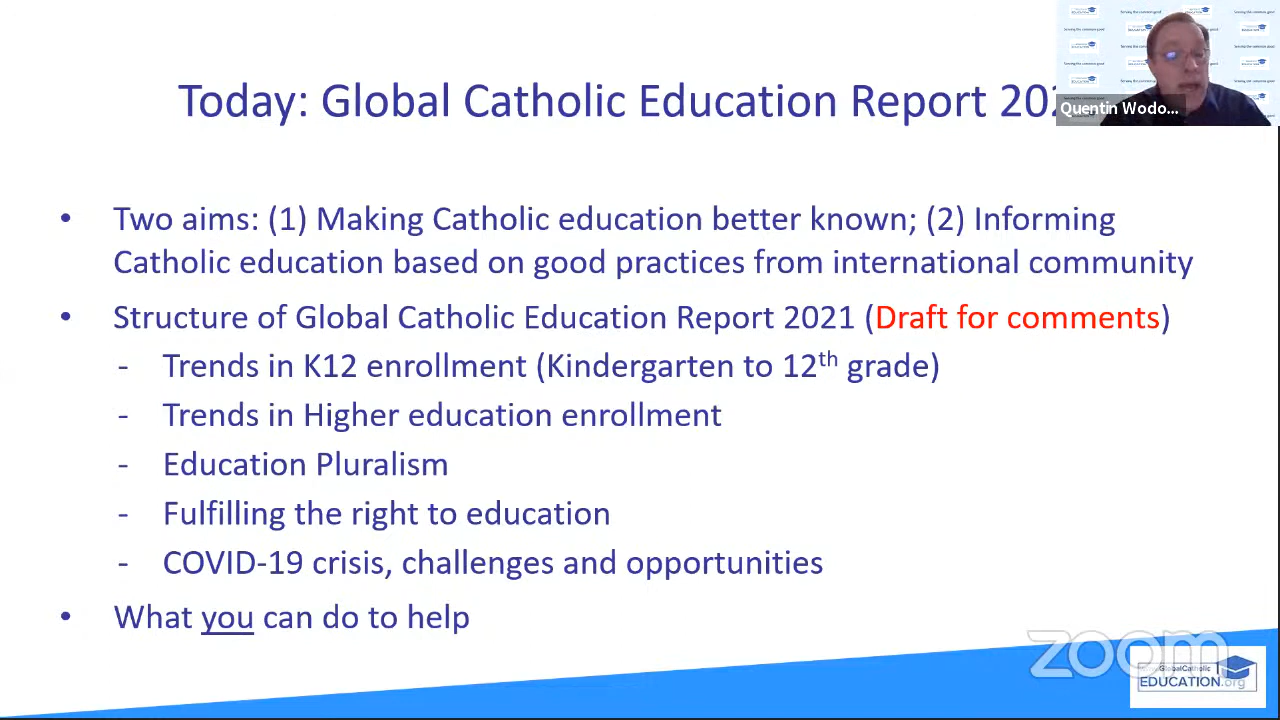 Today: Global Catholic Education Report 202
Quentin Wodo...
• Two aims: (1) Making Catholic education better known; (2) Informing
Catholic education based on good practices from international community
• Structure of Global Catholic Education Report 2021 (Draft for comments)
- Trends in K12 enrollment (Kindergarten to 12th grade)
- Trends in Higher education enrollment
- Education Pluralism
- Fulfilling the right to education
- COVID-19 crisis, challenges and opportunities
• What you can do to help
zoom
GlobalCatholic
EDUCATION.org